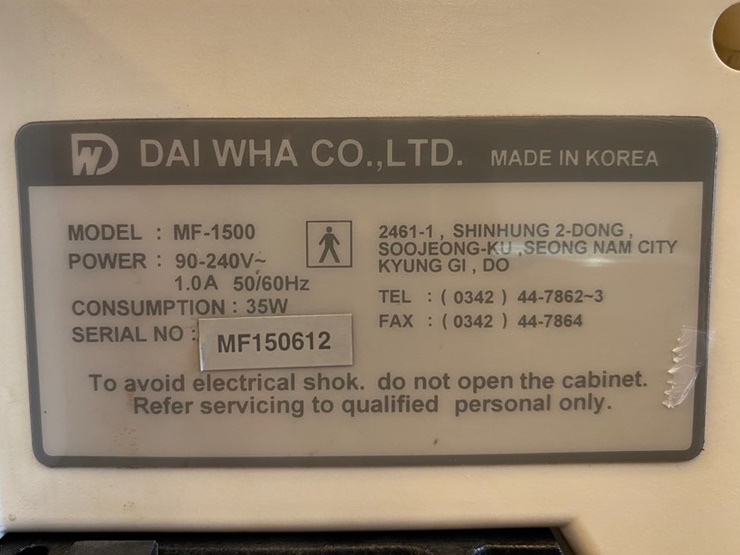 DW DAI WHA CO.,LTD. MADE IN KOREA
MODEL : MF-1500
POWER : 90-240V~
1.0A 50/60Hz
CONSUMPTION : 35W
SERIAL NO : MF150612
2461-1, SHINHUNG 2-DONG,
SOOJEONG-KU, SEONG NAM CITY
KYUNG GI, DO
TEL : ( 0342 ) 44-7862~3
FAX : ( 0342 ) 44-7864
To avoid electrical shok. do not open the cabinet.
Refer servicing to qualified personal only.